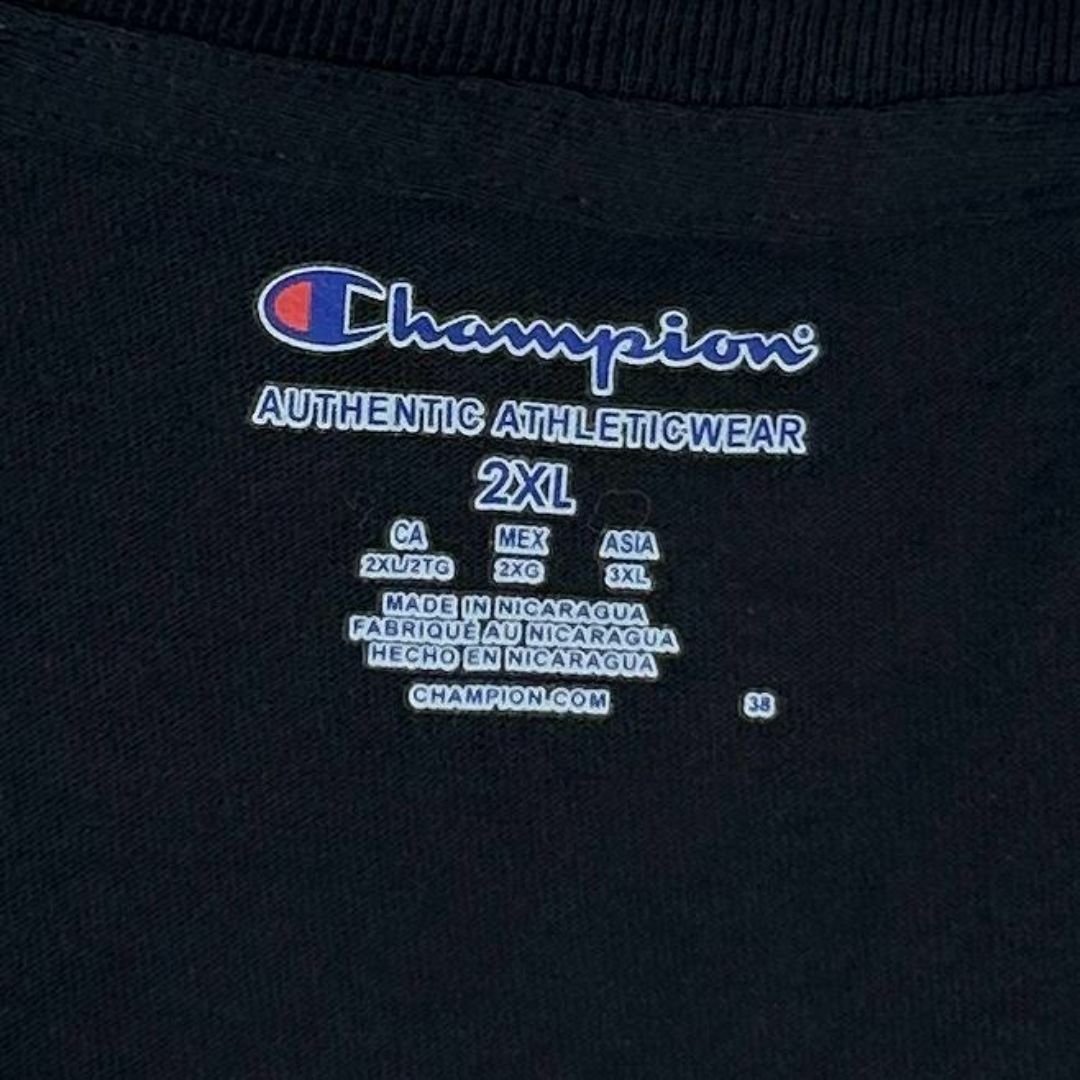 Champion®
AUTHENTIC ATHLETICWEAR
2XL
CA MEX ASIA
2XL/2TG 2XG 3XL
MADE IN NICARAGUA
FABRIQUÉ AU NICARAGUA
HECHO EN NICARAGUA
CHAMPION.COM 38